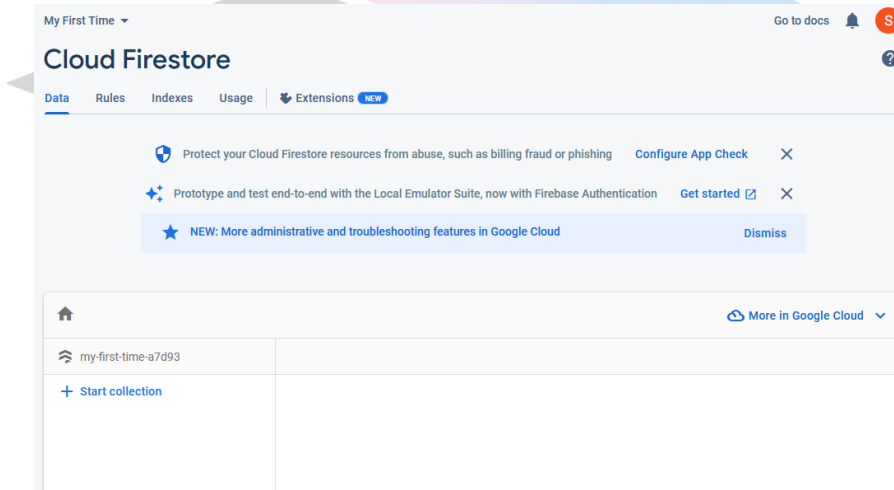 My First Time
Go to docs
S
Cloud Firestore
?
Data Rules Indexes Usage Extensions NEW
Protect your Cloud Firestore resources from abuse, such as billing fraud or phishing Configure App Check
Prototype and test end-to-end with the Local Emulator Suite, now with Firebase Authentication Get started
NEW: More administrative and troubleshooting features in Google Cloud Dismiss
More in Google Cloud
my-first-time-a7d93
+ Start collection